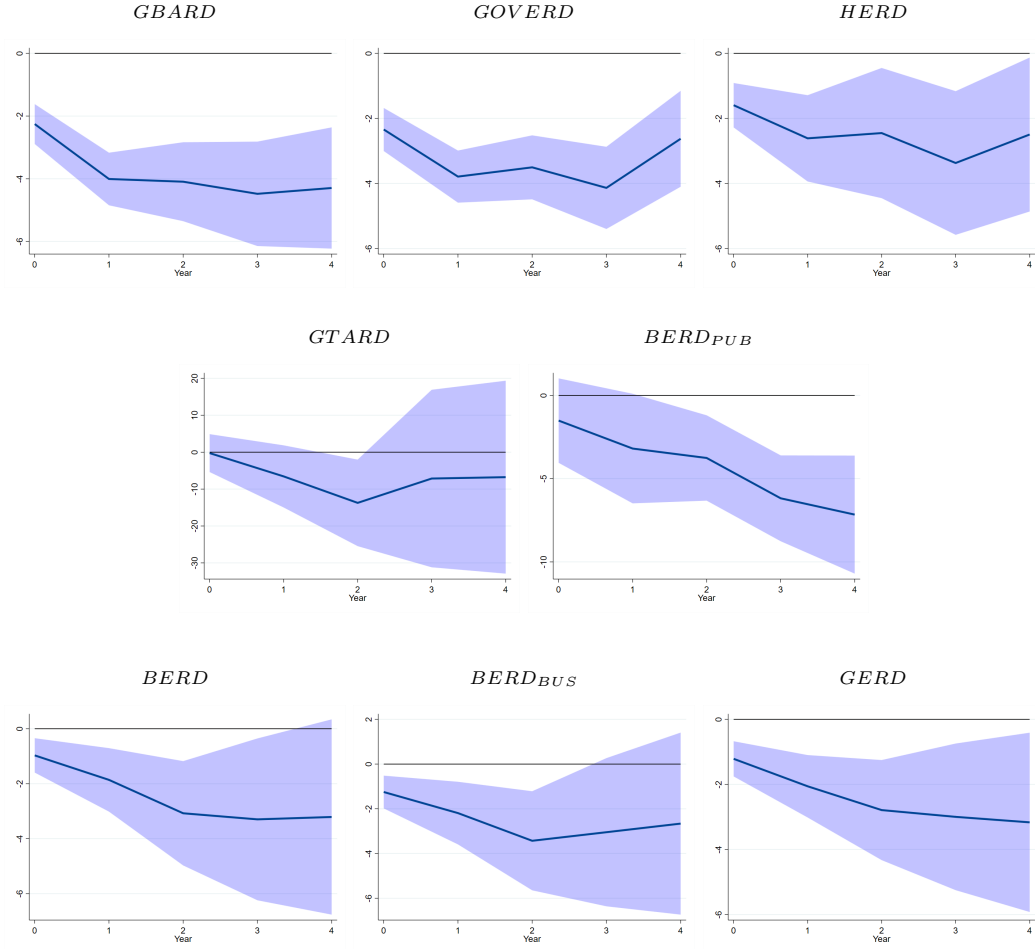 GBARD GOVERD HERD
0 0 0
-2 -2 -2
-4 -4 -4
-6 -6 -6
0 1 2 3 4 0 1 2 3 4 0 1 2 3 4
Year Year Year
GTARD BERD_PUB
20 0
10 -5
0 -10
-10
-20
-30
0 1 2 3 4 0 1 2 3 4
Year Year
BERD BERD_BUS GERD
0 2 0
-2 0 -2
-4 -2 -4
-6 -4 -6
-6
0 1 2 3 4 0 1 2 3 4 0 1 2 3 4
Year Year Year